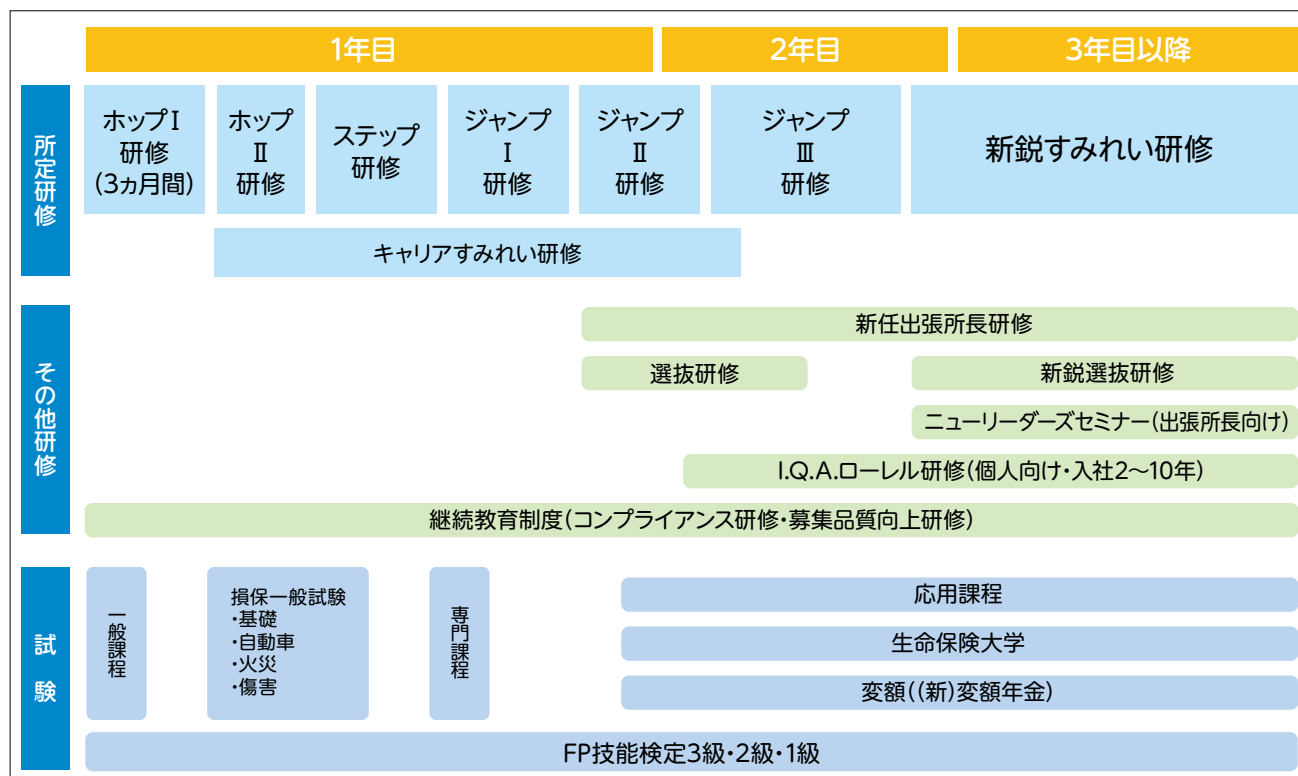 1年目
2年目
3年目以降
所定研修
ホップⅠ
研修
(3ヵ月間)
ホップ
Ⅱ
研修
ステップ
研修
ジャンプ
Ⅰ
研修
ジャンプ
Ⅱ
研修
ジャンプ
Ⅲ
研修
新鋭すみれい研修
キャリアすみれい研修
その他研修
新任出張所長研修
選抜研修
新鋭選抜研修
ニューリーダーズセミナー(出張所長向け)
I.Q.A.ローレル研修(個人向け・入社2〜10年)
継続教育制度(コンプライアンス研修・募集品質向上研修)
試験
一般課程
損保一般試験
・基礎
・自動車
・火災
・傷害
専門課程
応用課程
生命保険大学
変額((新)変額年金)
FP技能検定3級・2級・1級